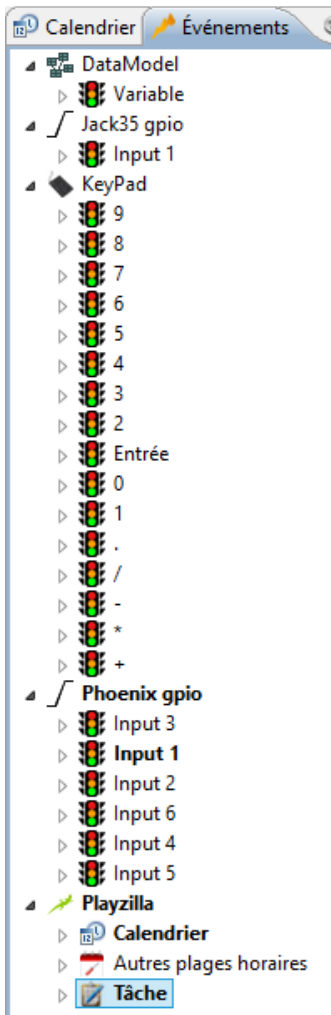 Calendrier Événements
DataModel
Variable
Jack35 gpio
Input 1
KeyPad
9
8
7
6
5
4
3
2
Entrée
0
1
.
/
-
*
+
Phoenix gpio
Input 3
Input 1
Input 2
Input 6
Input 4
Input 5
Playzilla
Calendrier
Autres plages horaires
Tâche